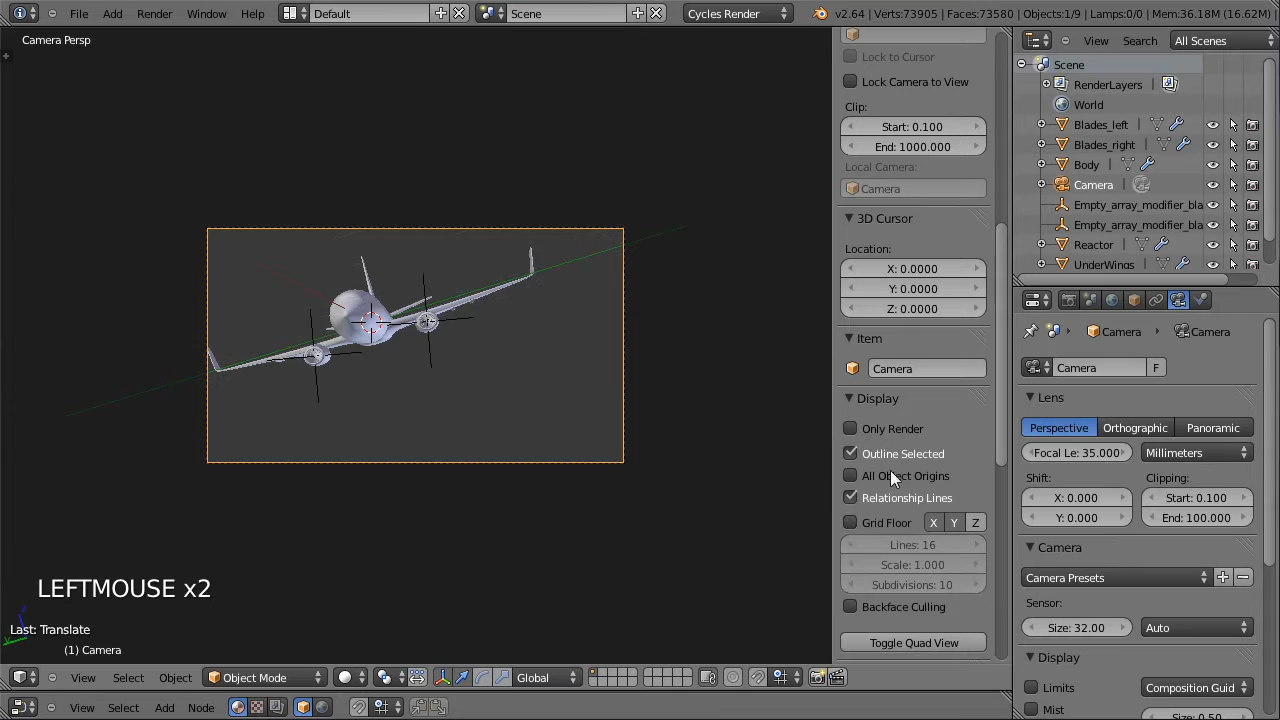 File Add Render Window Help Default Scene Cycles Render v2.64 | Verts:73905 | Faces:73580 | Objects:1/9 | Lamps:0/0 | Mem:36.18M (16.62M)
Camera Persp
Lock to Cursor
Lock Camera to View
Clip:
Start: 0.100
End: 1000.000
Local Camera:
Camera
3D Cursor
Location:
X: 0.0000
Y: 0.0000
Z: 0.0000
Item
Camera
Display
Only Render
Outline Selected
All Object Origins
Relationship Lines
Grid Floor X Y Z
Lines: 16
Scale: 1.000
Subdivisions: 10
Backface Culling
Toggle Quad View
View Search All Scenes
Scene
RenderLayers
World
Blades_left
Blades_right
Body
Camera
Empty_array_modifier_bla
Empty_array_modifier_bla
Reactor
UnderWings
Camera Camera
Camera F
Lens
Perspective Orthographic Panoramic
Focal Le: 35.000 Millimeters
Shift: Clipping:
X: 0.000 Start: 0.100
Y: 0.000 End: 100.000
Camera
Camera Presets
Sensor:
Size: 32.00 Auto
Display
Limits Composition Guid
Mist Size: 0.50
LEFTMOUSE x2
Last: Translate
(1) Camera
View Select Object Object Mode Global
View Select Add Node